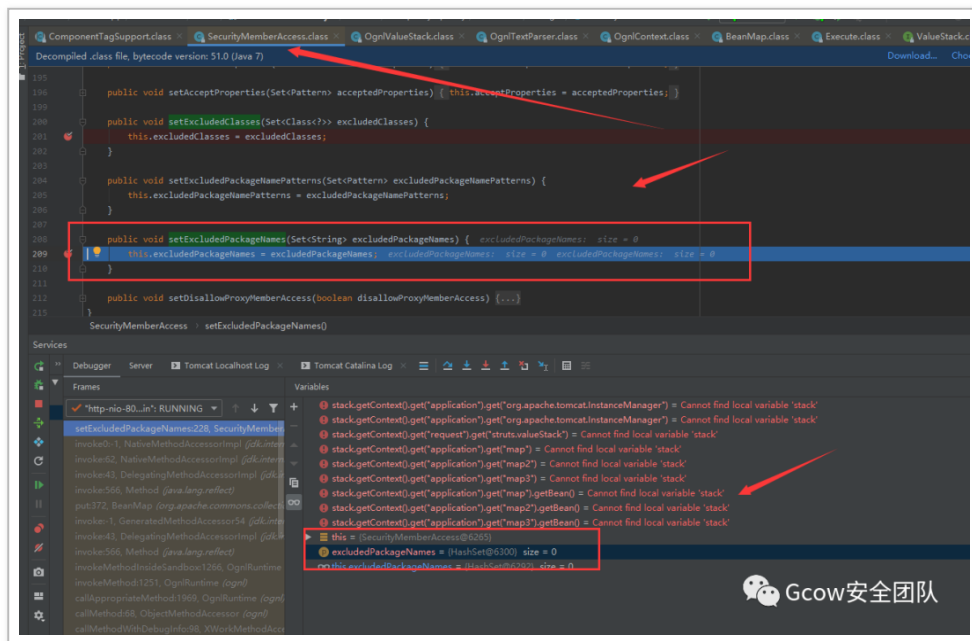 ComponentTagSupport.class × SecurityMemberAccess.class × OgnlValueStack.class × OgnlTextParser.class × OgnlContext.class × BeanMap.class × Execute.class × ValueStack.c
Decompiled .class file, bytecode version: 51.0 (Java 7) Download... Cho
1: Project
195
196 public void setAcceptProperties(Set<Pattern> acceptedProperties) { this.acceptProperties = acceptedProperties; }
199
200 public void setExcludedClasses(Set<Class<?>> excludedClasses) {
201 this.excludedClasses = excludedClasses;
202 }
203
204 public void setExcludedPackageNamePatterns(Set<Pattern> excludedPackageNamePatterns) {
205 this.excludedPackageNamePatterns = excludedPackageNamePatterns;
206 }
207
208 public void setExcludedPackageNames(Set<String> excludedPackageNames) { excludedPackageNames: size = 0
209 this.excludedPackageNames = excludedPackageNames; excludedPackageNames: size = 0 excludedPackageNames: size = 0
210 }
211
212 public void setDisallowProxyMemberAccess(boolean disallowProxyMemberAccess) {...}
215 }
SecurityMemberAccess › setExcludedPackageNames()
Services
Debugger Server Tomcat Localhost Log × Tomcat Catalina Log ×
Frames Variables
"http-nio-80...in": RUNNING
stack.getContext().get("application").get("org.apache.tomcat.InstanceManager") = Cannot find local variable 'stack'
setExcludedPackageNames:228, SecurityMember
stack.getContext().get("application").get("org.apache.tomcat.InstanceManager") = Cannot find local variable 'stack'
invoke0:-1, NativeMethodAccessorImpl (jdk.intern
stack.getContext().get("request").get("struts.valueStack") = Cannot find local variable 'stack'
invoke:62, NativeMethodAccessorImpl (jdk.intern
stack.getContext().get("application").get("map") = Cannot find local variable 'stack'
invoke:43, DelegatingMethodAccessorImpl (jdk.i
stack.getContext().get("application").get("map2") = Cannot find local variable 'stack'
invoke:566, Method (java.lang.reflect)
stack.getContext().get("application").get("map3") = Cannot find local variable 'stack'
put:372, BeanMap (org.apache.commons.collect
stack.getContext().get("application").get("map").getBean() = Cannot find local variable 'stack'
invoke:-1, GeneratedMethodAccessor54 (jdk.inte
stack.getContext().get("application").get("map2").getBean() = Cannot find local variable 'stack'
invoke:43, DelegatingMethodAccessorImpl (jdk.i
stack.getContext().get("application").get("map3").getBean() = Cannot find local variable 'stack'
invoke:566, Method (java.lang.reflect)
this = {SecurityMemberAccess@6265}
invokeMethodInsideSandbox:1266, OgnlRuntime
excludedPackageNames = {HashSet@6300} size = 0
invokeMethod:1251, OgnlRuntime (ognl)
this.excludedPackageNames = {HashSet@6292} size = 0
callAppropriateMethod:1969, OgnlRuntime (ognl)
callMethod:68, ObjectMethodAccessor (ognl)
callMethodWithDebugInfo:98, XWorkMethodAcce
Gcow安全团队